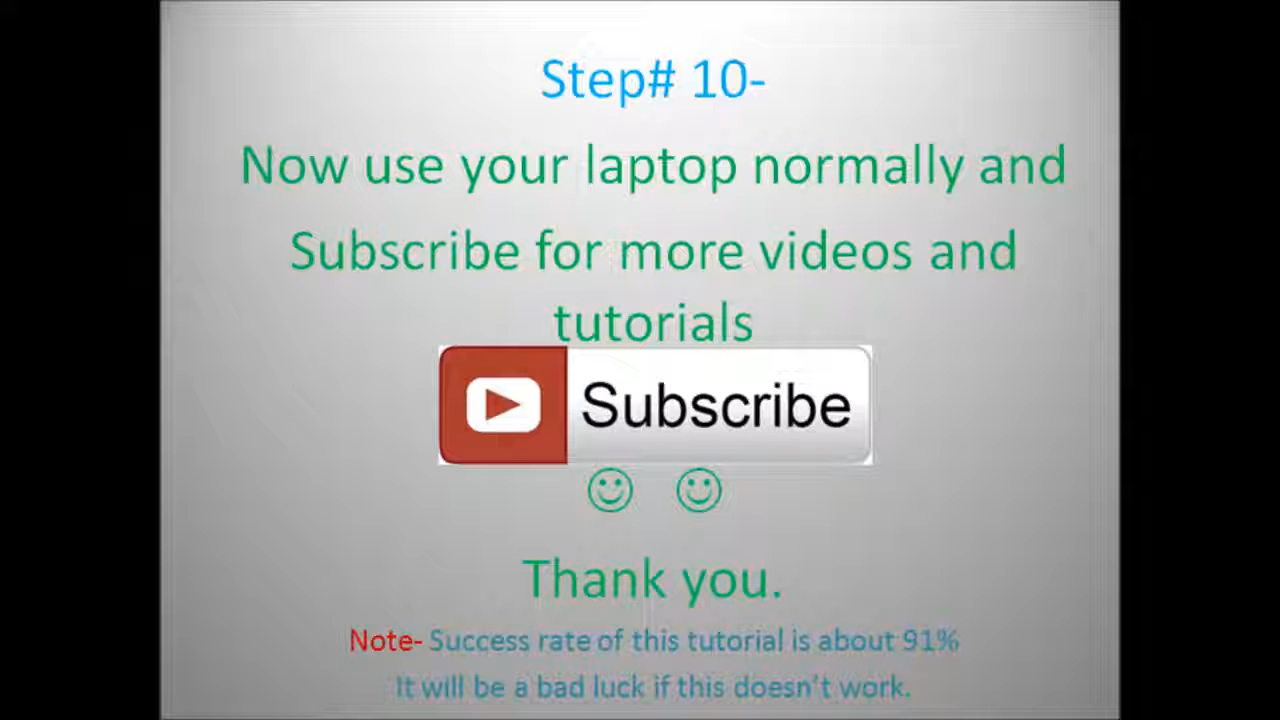 Step# 10-
Now use your laptop normally and
Subscribe for more videos and
tutorials
Subscribe
Thank you.
Note- Success rate of this tutorial is about 91%
It will be a bad luck if this doesn't work.